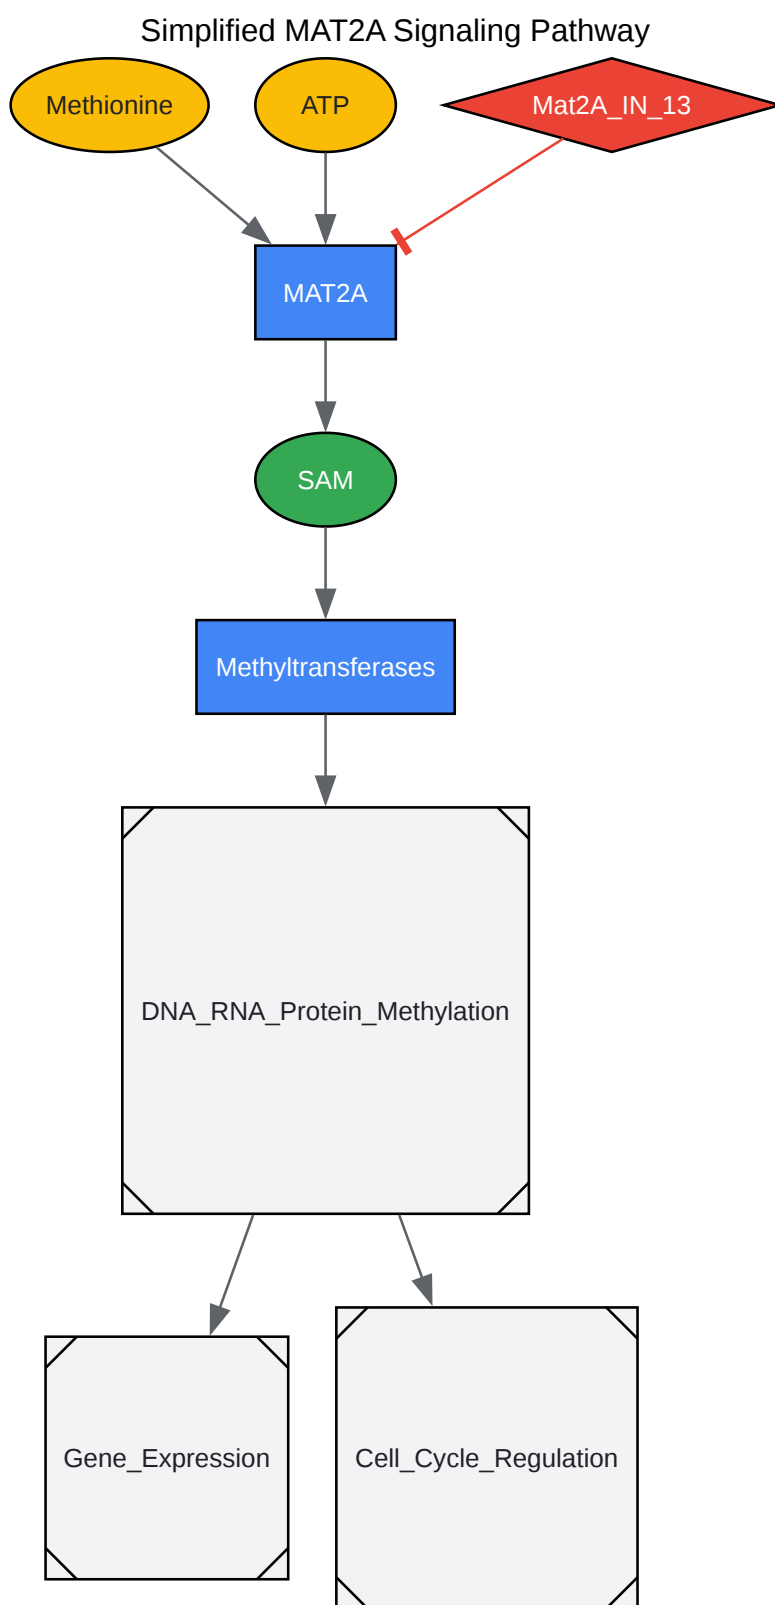 Simplified MAT2A Signaling Pathway
Methionine
ATP
Mat2A_IN_13
MAT2A
SAM
Methyltransferases
DNA_RNA_Protein_Methylation
Gene_Expression
Cell_Cycle_Regulation